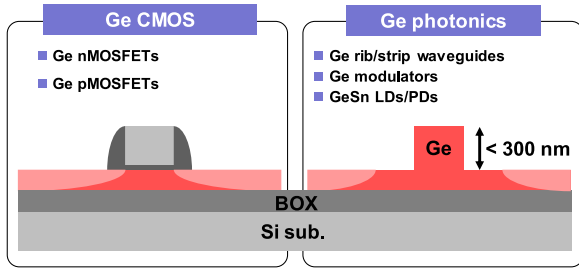 Ge CMOS
Ge nMOSFETs
Ge pMOSFETs
Ge photonics
Ge rib/strip waveguides
Ge modulators
GeSn LDs/PDs
Ge
< 300 nm
BOX
Si sub.